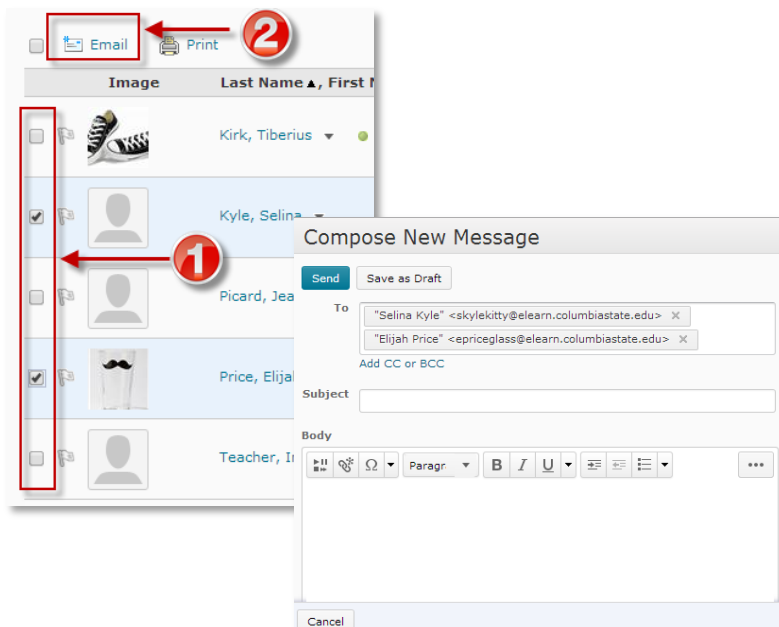 Email Print
2
Image Last Name ▲, First N
Kirk, Tiberius
Kyle, Selina
1
Picard, Jea
Price, Elijal
Teacher, I
Compose New Message
Send Save as Draft
To
"Selina Kyle" <skylekitty@elearn.columbiastate.edu> ×
"Elijah Price" <epriceglass@elearn.columbiastate.edu> ×
Add CC or BCC
Subject
Body
Ω Paragr B I U ...
Cancel